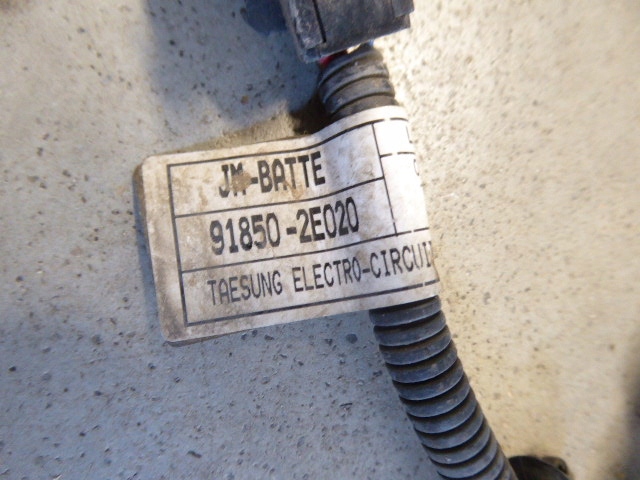 JM-BATTE
91850-2E020
TAESUNG ELECTRO-CIRCUI